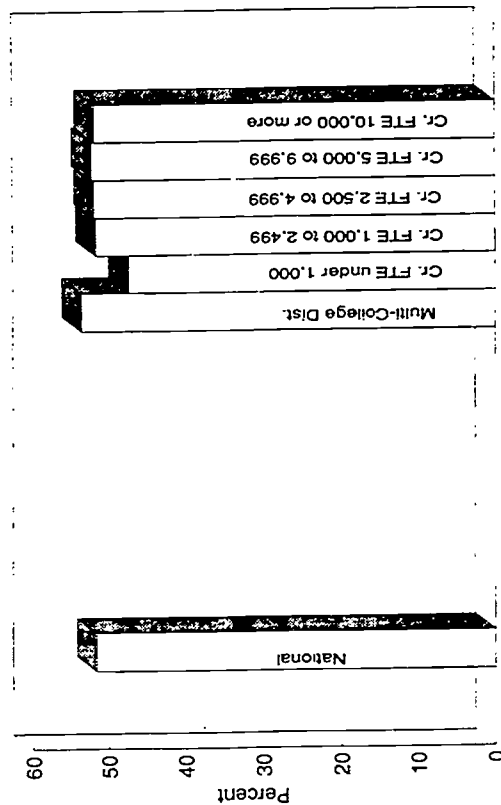 Percent
60
50
40
30
20
10
0
National
Multi-College Dist.
Cr. FTE under 1,000
Cr. FTE 1,000 to 2,499
Cr. FTE 2,500 to 4,999
Cr. FTE 5,000 to 9,999
Cr. FTE 10,000 or more